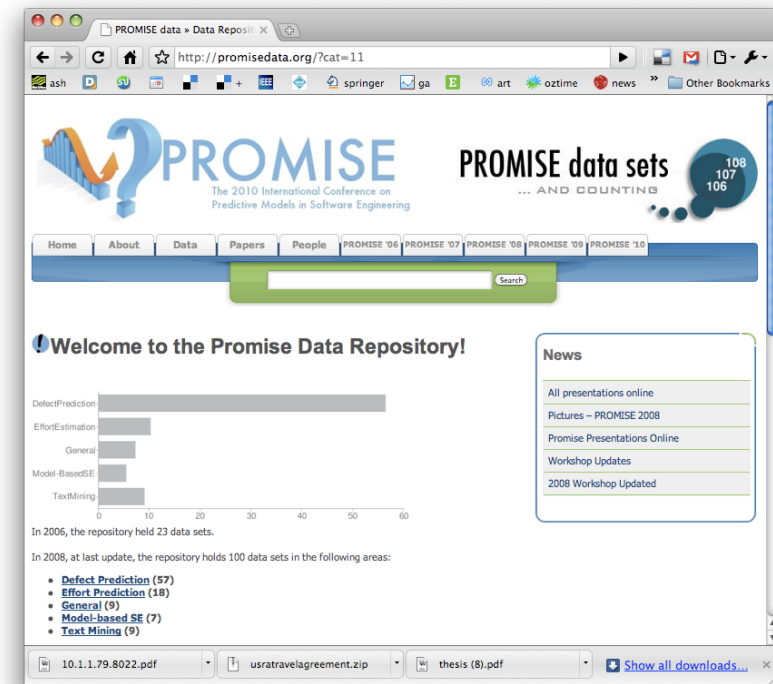 PROMISE data » Data Reposit
http://promisedata.org/?cat=11
ash
+
IEEE
springer
ga
E
art
oztime
news
»
Other Bookmarks
PROMISE
The 2010 International Conference on
Predictive Models in Software Engineering
PROMISE data sets
... AND COUNTING
108
107
106
Home About Data Papers People PROMISE '06 PROMISE '07 PROMISE '08 PROMISE '09 PROMISE '10
Search
Welcome to the Promise Data Repository!
DefectPrediction
EffortEstimation
General
Model-BasedSE
TextMining
0 10 20 30 40 50 60
In 2006, the repository held 23 data sets.
In 2008, at last update, the repository holds 100 data sets in the following areas:
Defect Prediction (57)
Effort Prediction (18)
General (9)
Model-based SE (7)
Text Mining (9)
News
All presentations online
Pictures – PROMISE 2008
Promise Presentations Online
Workshop Updates
2008 Workshop Updated
10.1.1.79.8022.pdf
usratravelagreement.zip
thesis (8).pdf
Show all downloads...